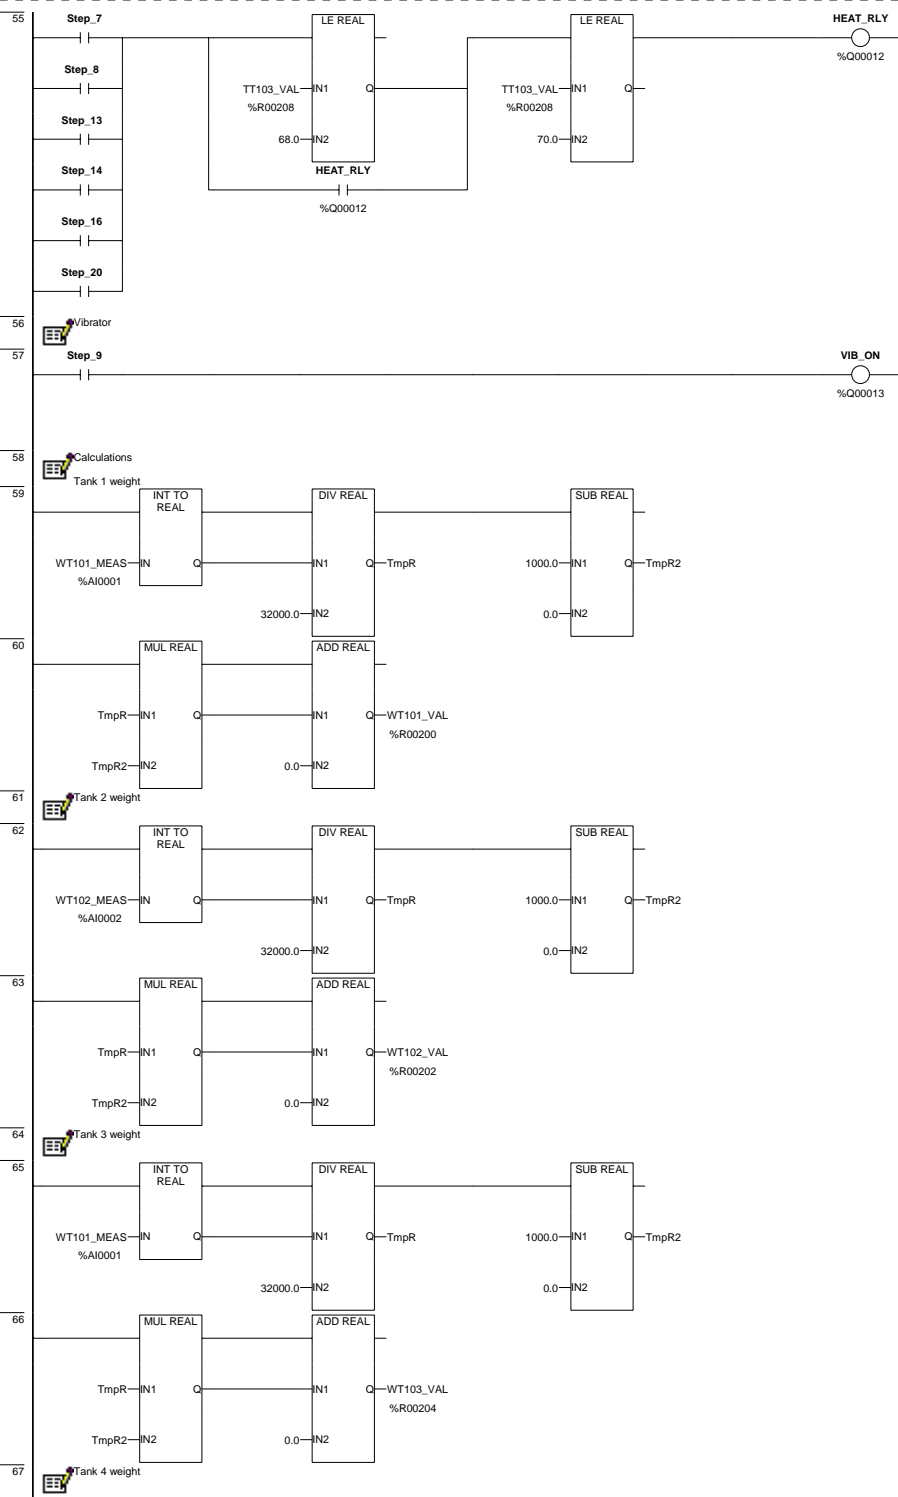 55
Step_7
LE REAL
LE REAL
HEAT_RLY
%Q00012
Step_8
TT103_VAL
IN1
Q
TT103_VAL
IN1
Q
%R00208
%R00208
Step_13
68.0
IN2
70.0
IN2
Step_14
HEAT_RLY
%Q00012
Step_16
Step_20
56
Vibrator
57
Step_9
VIB_ON
%Q00013
58
Calculations
Tank 1 weight
59
INT TO
REAL
DIV REAL
SUB REAL
WT101_MEAS
IN
Q
IN1
Q
TmpR
1000.0
IN1
Q
TmpR2
%AI0001
32000.0
IN2
0.0
IN2
60
MUL REAL
ADD REAL
TmpR
IN1
Q
IN1
Q
WT101_VAL
%R00200
TmpR2
IN2
0.0
IN2
61
Tank 2 weight
62
INT TO
REAL
DIV REAL
SUB REAL
WT102_MEAS
IN
Q
IN1
Q
TmpR
1000.0
IN1
Q
TmpR2
%AI0002
32000.0
IN2
0.0
IN2
63
MUL REAL
ADD REAL
TmpR
IN1
Q
IN1
Q
WT102_VAL
%R00202
TmpR2
IN2
0.0
IN2
64
Tank 3 weight
65
INT TO
REAL
DIV REAL
SUB REAL
WT101_MEAS
IN
Q
IN1
Q
TmpR
1000.0
IN1
Q
TmpR2
%AI0001
32000.0
IN2
0.0
IN2
66
MUL REAL
ADD REAL
TmpR
IN1
Q
IN1
Q
WT103_VAL
%R00204
TmpR2
IN2
0.0
IN2
67
Tank 4 weight